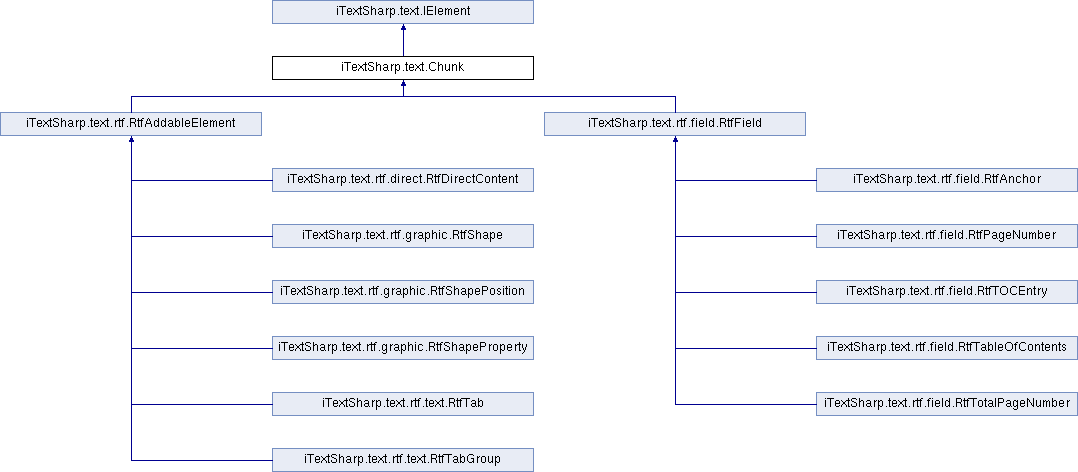 iTextSharp.text.IElement
iTextSharp.text.Chunk
iTextSharp.text.rtf.RtfAddableElement
iTextSharp.text.rtf.field.RtfField
iTextSharp.text.rtf.direct.RtfDirectContent
iTextSharp.text.rtf.field.RtfAnchor
iTextSharp.text.rtf.graphic.RtfShape
iTextSharp.text.rtf.field.RtfPageNumber
iTextSharp.text.rtf.graphic.RtfShapePosition
iTextSharp.text.rtf.field.RtfTOCEntry
iTextSharp.text.rtf.graphic.RtfShapeProperty
iTextSharp.text.rtf.field.RtfTableOfContents
iTextSharp.text.rtf.text.RtfTab
iTextSharp.text.rtf.field.RtfTotalPageNumber
iTextSharp.text.rtf.text.RtfTabGroup